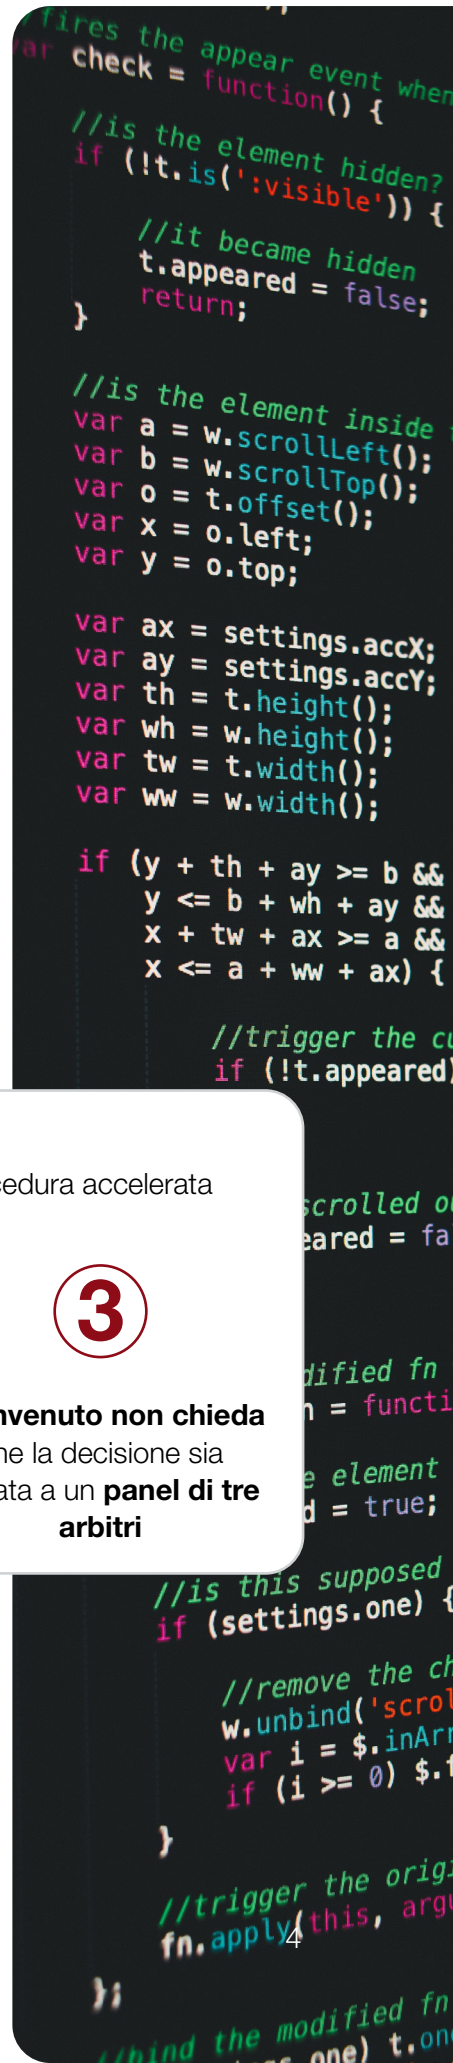 fires the appear event when
var check = function() {
//is the element hidden?
if (!t.is(':visible')) {
//it became hidden
t.appeared = false;
return;
}
//is the element inside
var a = w.scrollLeft();
var b = w.scrollTop();
var o = t.offset();
var x = o.left;
var y = o.top;
var ax = settings.accX;
var ay = settings.accY;
var th = t.height();
var wh = w.height();
var tw = t.width();
var ww = w.width();
if (y + th + ay >= b &&
y <= b + wh + ay &&
x + tw + ax >= a &&
x <= a + ww + ax) {
//trigger the cu
if (!t.appeared)
edura accelerata
scrolled
eared = fa
3
dified fn
nvenuto non chieda
= functi
ne la decisione sia
element
ata a un panel di tre
d = true;
arbitri
//is this supposed
if (settings.one) {
//remove the ch
w.unbind('scrol
var i = $.inArr
if (i >= 0) $.f
}
//trigger the origi
fn.apply(this, argu
4
};
//bind the modified fn
one) t.one